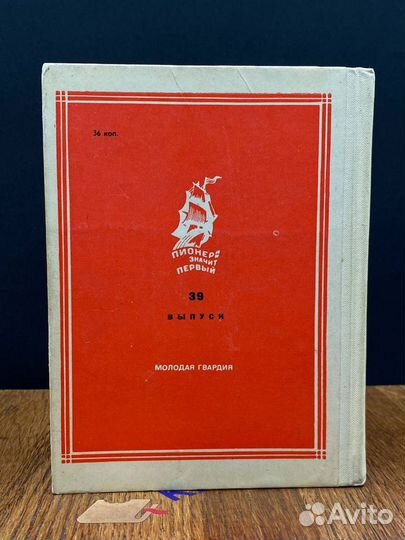 36 коп.
ПИОНЕР-
ЗНАЧИТ
ПЕРВЫЙ
39
ВЫПУСК
МОЛОДАЯ ГВАРДИЯ
Avito